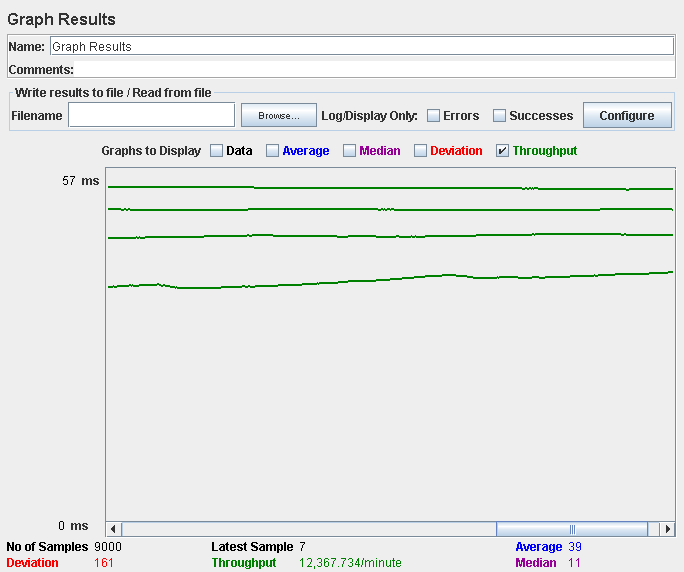 Graph Results
Name: Graph Results
Comments:
Write results to file / Read from file
Filename Browse... Log/Display Only: Errors Successes Configure
Graphs to Display Data Average Median Deviation Throughput
57 ms
0 ms
No of Samples 9000 Latest Sample 7 Average 39
Deviation 161 Throughput 12,367.734/minute Median 11